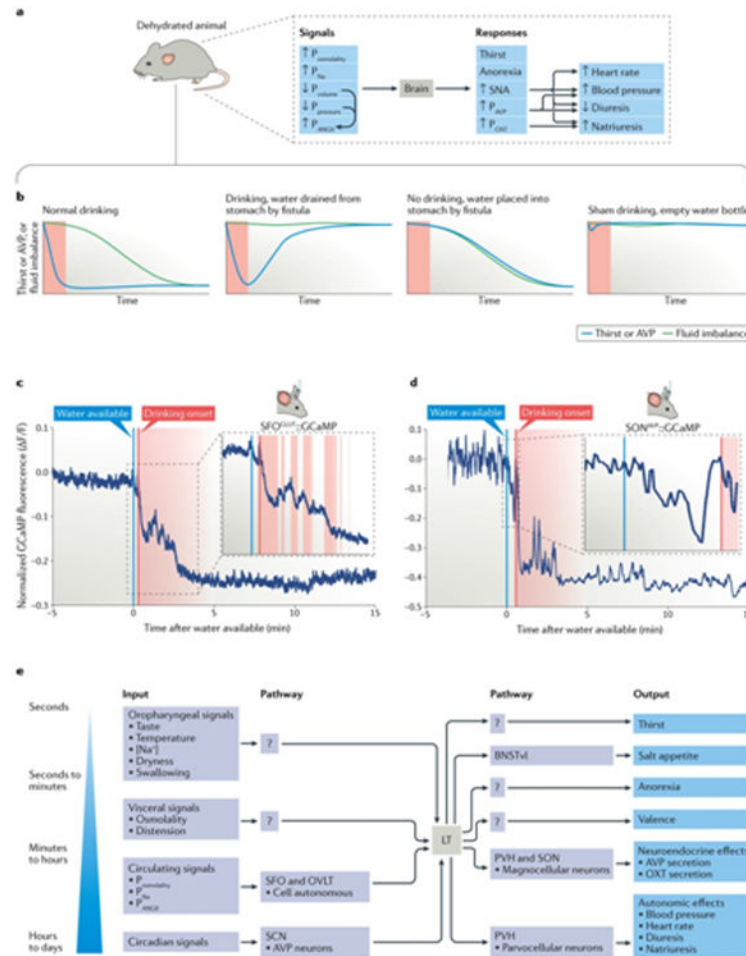 a
Dehydrated animal
Signals
↑ P osmolality
↑ P Na
↓ P volume
↓ P pressure
↑ P ANGII
Brain
Responses
Thirst
Anorexia
↑ SNA
↑ P AVP
↑ P OXT
↑ Heart rate
↑ Blood pressure
↓ Diuresis
↑ Natriuresis
b
Normal drinking
Drinking, water drained from
stomach by fistula
No drinking, water placed into
stomach by fistula
Sham drinking, empty water bottle
Thirst or AVP, or
fluid imbalance
Time
Time
Time
Time
Thirst or AVP
Fluid imbalance
c
Water available
Drinking onset
::GCaMP
Normalized GCaMP fluorescence (ΔF/F)
0.1
0.0
−0.1
−0.2
−0.3
−5
0
5
10
15
Time after water available (min)
d
Water available
Drinking onset
::GCaMP
0.1
0.0
−0.1
−0.2
−0.3
−0.4
−0.5
−5
0
5
10
15
Time after water available (min)
e
Seconds
Seconds to
minutes
Minutes
to hours
Hours
to days
Input
Oropharyngeal signals
▪ Taste
▪ Temperature
▪ [Na⁺]
▪ Dryness
▪ Swallowing
Visceral signals
▪ Osmolality
▪ Distension
Circulating signals
▪ P osmolality
▪ P Na
▪ P ANGII
Circadian signals
Pathway
?
?
SFO and OVLT
▪ Cell autonomous
SCN
▪ AVP neurons
LT
Pathway
?
BNSTvl
?
?
PVH and SON
▪ Magnocellular neurons
PVH
▪ Parvocellular neurons
Output
Thirst
Salt appetite
Anorexia
Valence
Neuroendocrine effects
▪ AVP secretion
▪ OXT secretion
Autonomic effects
▪ Blood pressure
▪ Heart rate
▪ Diuresis
▪ Natriuresis